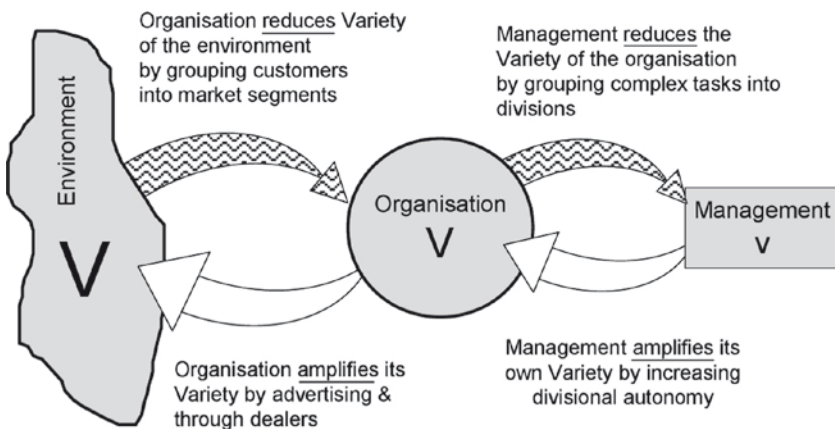 Organisation reduces Variety
of the environment
by grouping customers
into market segments
Management reduces the
Variety of the organisation
by grouping complex tasks into
divisions
Environment
V
Organisation
V
Management
v
Organisation amplifies its
Variety by advertising &
through dealers
Management amplifies its
own Variety by increasing
divisional autonomy